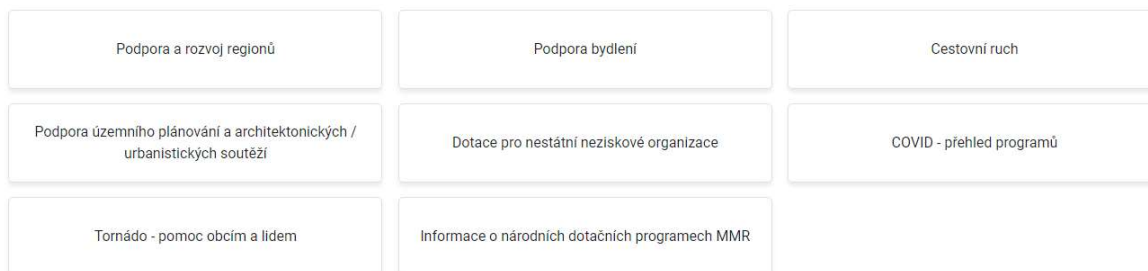 Podpora a rozvoj regionů
Podpora bydlení
Cestovní ruch
Podpora územního plánování a architektonických /
urbanistických soutěží
Dotace pro nestátní neziskové organizace
COVID - přehled programů
Tornádo - pomoc obcím a lidem
Informace o národních dotačních programech MMR